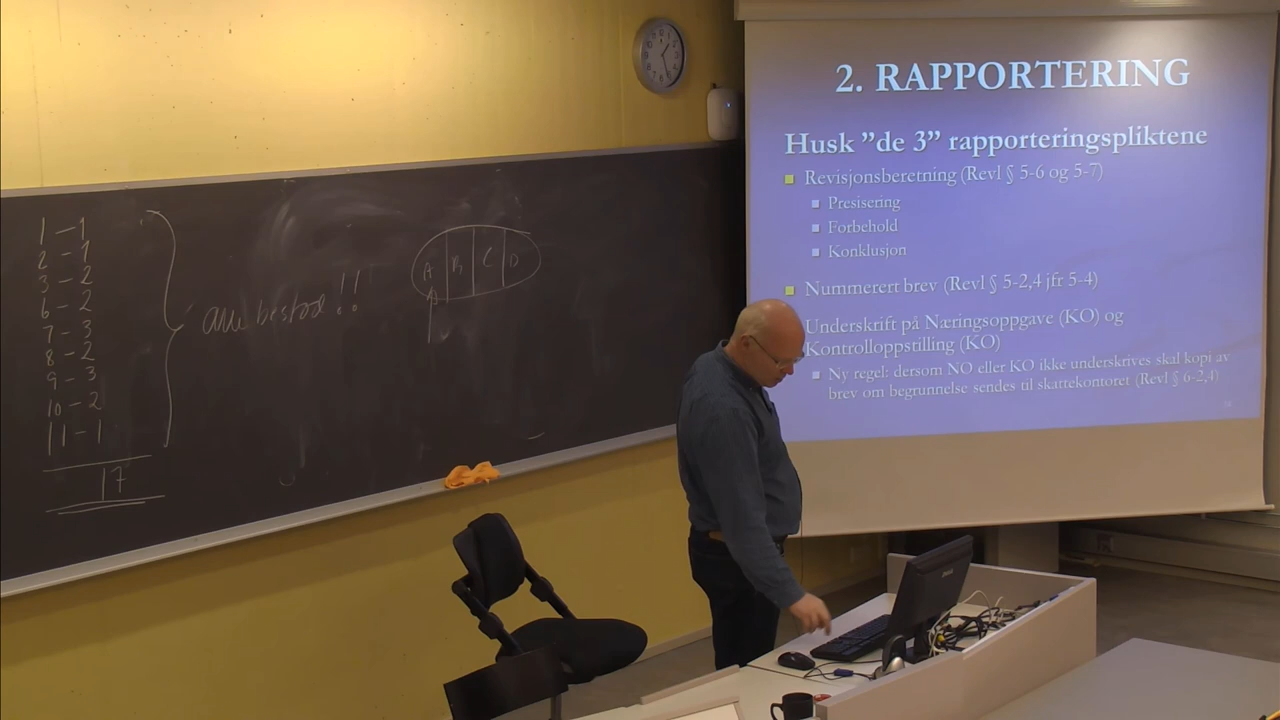 1 – 1
2 – 1
3 – 2
6 – 2
7 – 3
8 – 2
9 – 3
10 – 2
11 – 1
17
alle bestod !!
A B C D
2. RAPPORTERING
Husk ”de 3” rapporteringspliktene
Revisjonsberetning (Revl § 5-6 og 5-7)
Presisering
Forbehold
Konklusjon
Nummerert brev (Revl § 5-2,4 jfr 5-4)
Underskrift på Næringsoppgave (KO) og
Kontrolloppstilling (KO)
Ny regel: dersom NO eller KO ikke underskrives skal kopi av
brev om begrunnelse sendes til skattekontoret (Revl § 6-2,4)